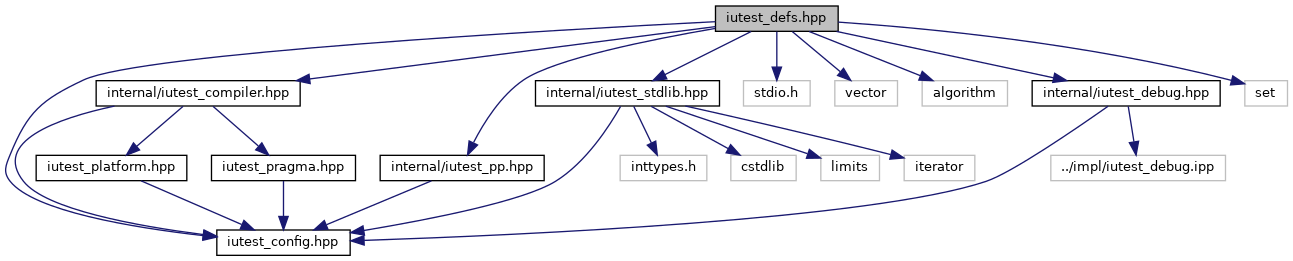 iutest_defs.hpp
internal/iutest_compiler.hpp
internal/iutest_stdlib.hpp
stdio.h
vector
algorithm
internal/iutest_debug.hpp
set
iutest_platform.hpp
iutest_pragma.hpp
internal/iutest_pp.hpp
inttypes.h
cstdlib
limits
iterator
../impl/iutest_debug.ipp
iutest_config.hpp